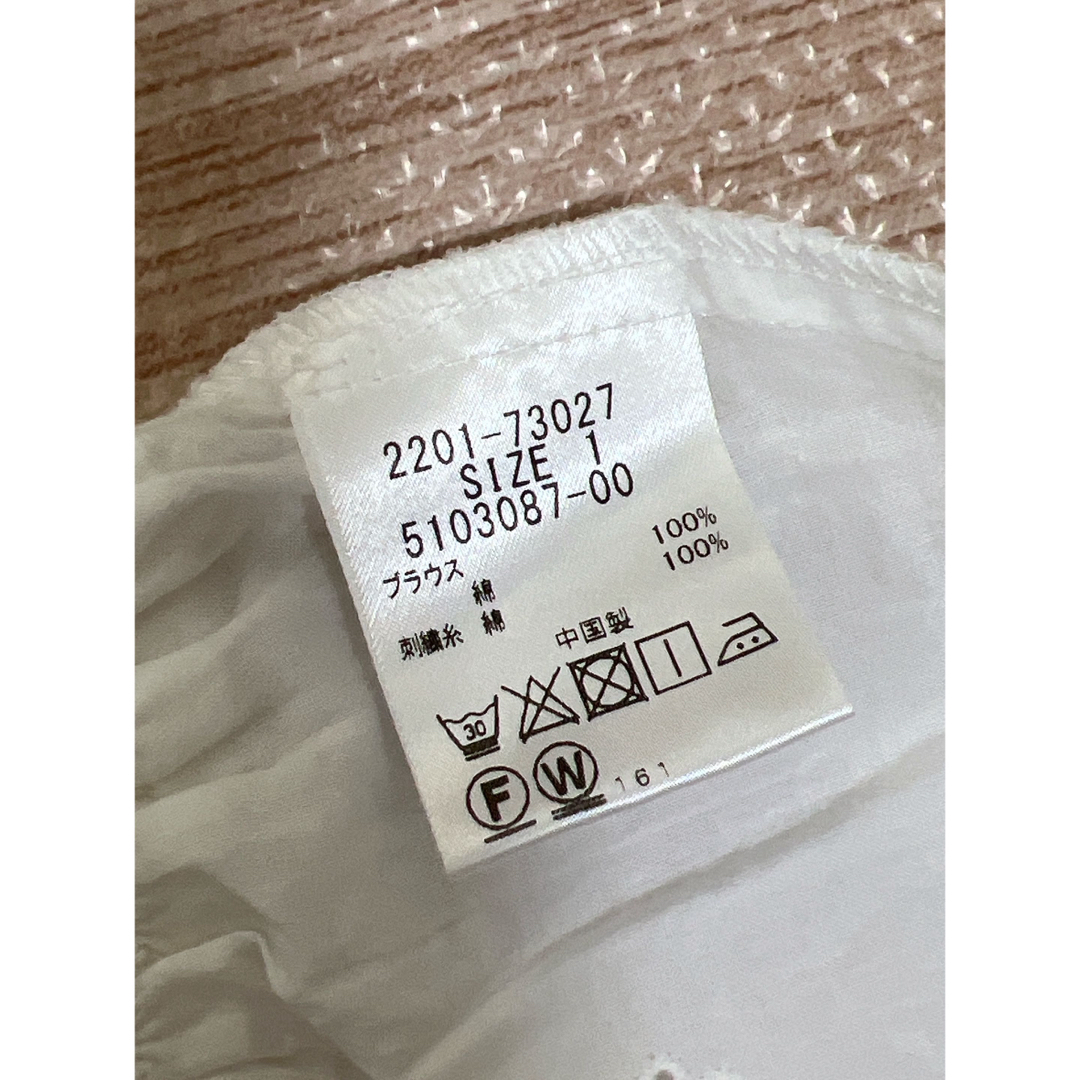 2201-73027
SIZE 1
5103087-00
ブラウス 綿 100%
刺繍糸 綿 100%
中国製
30
F W 161